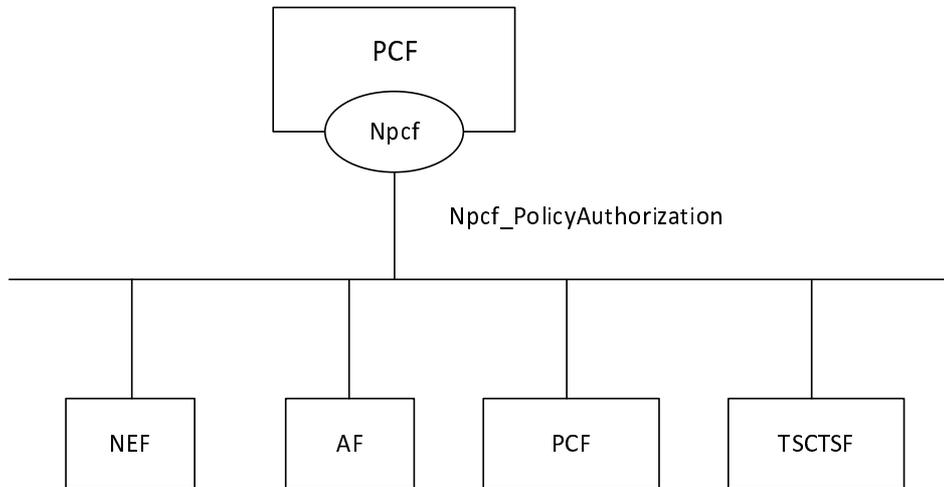 PCF
Npcf
Npcf_PolicyAuthorization
NEF
AF
PCF
TSCTSF